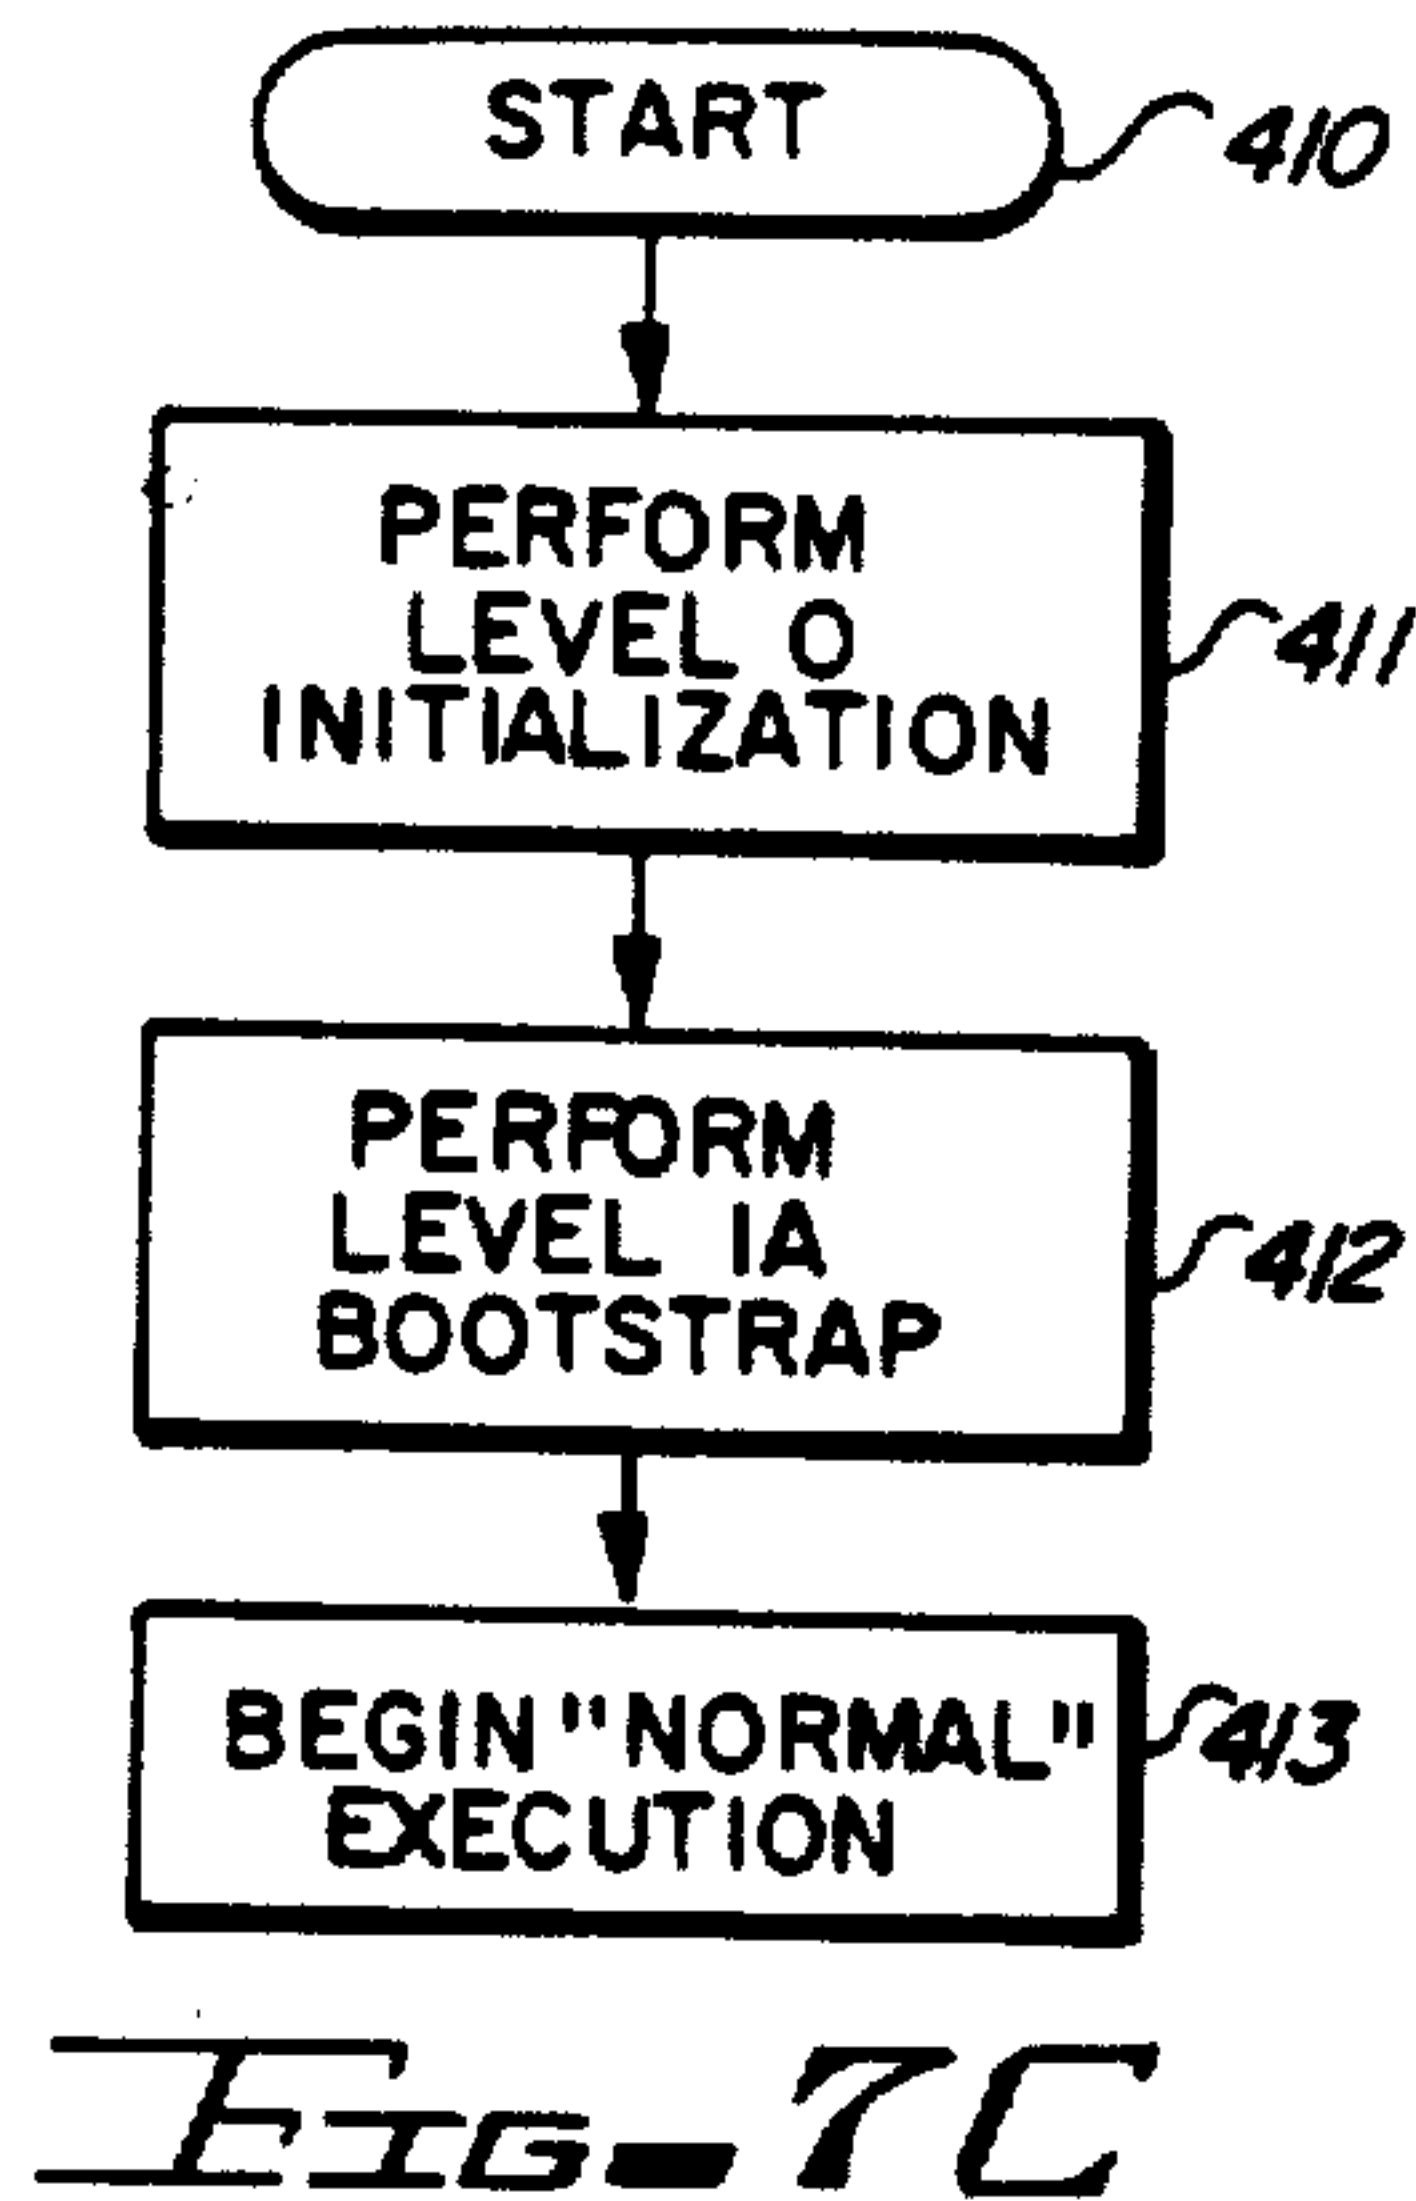 START
410
PERFORM
LEVEL 0
INITIALIZATION
411
PERFORM
LEVEL 1A
BOOTSTRAP
412
BEGIN "NORMAL"
EXECUTION
413
FIG-7C